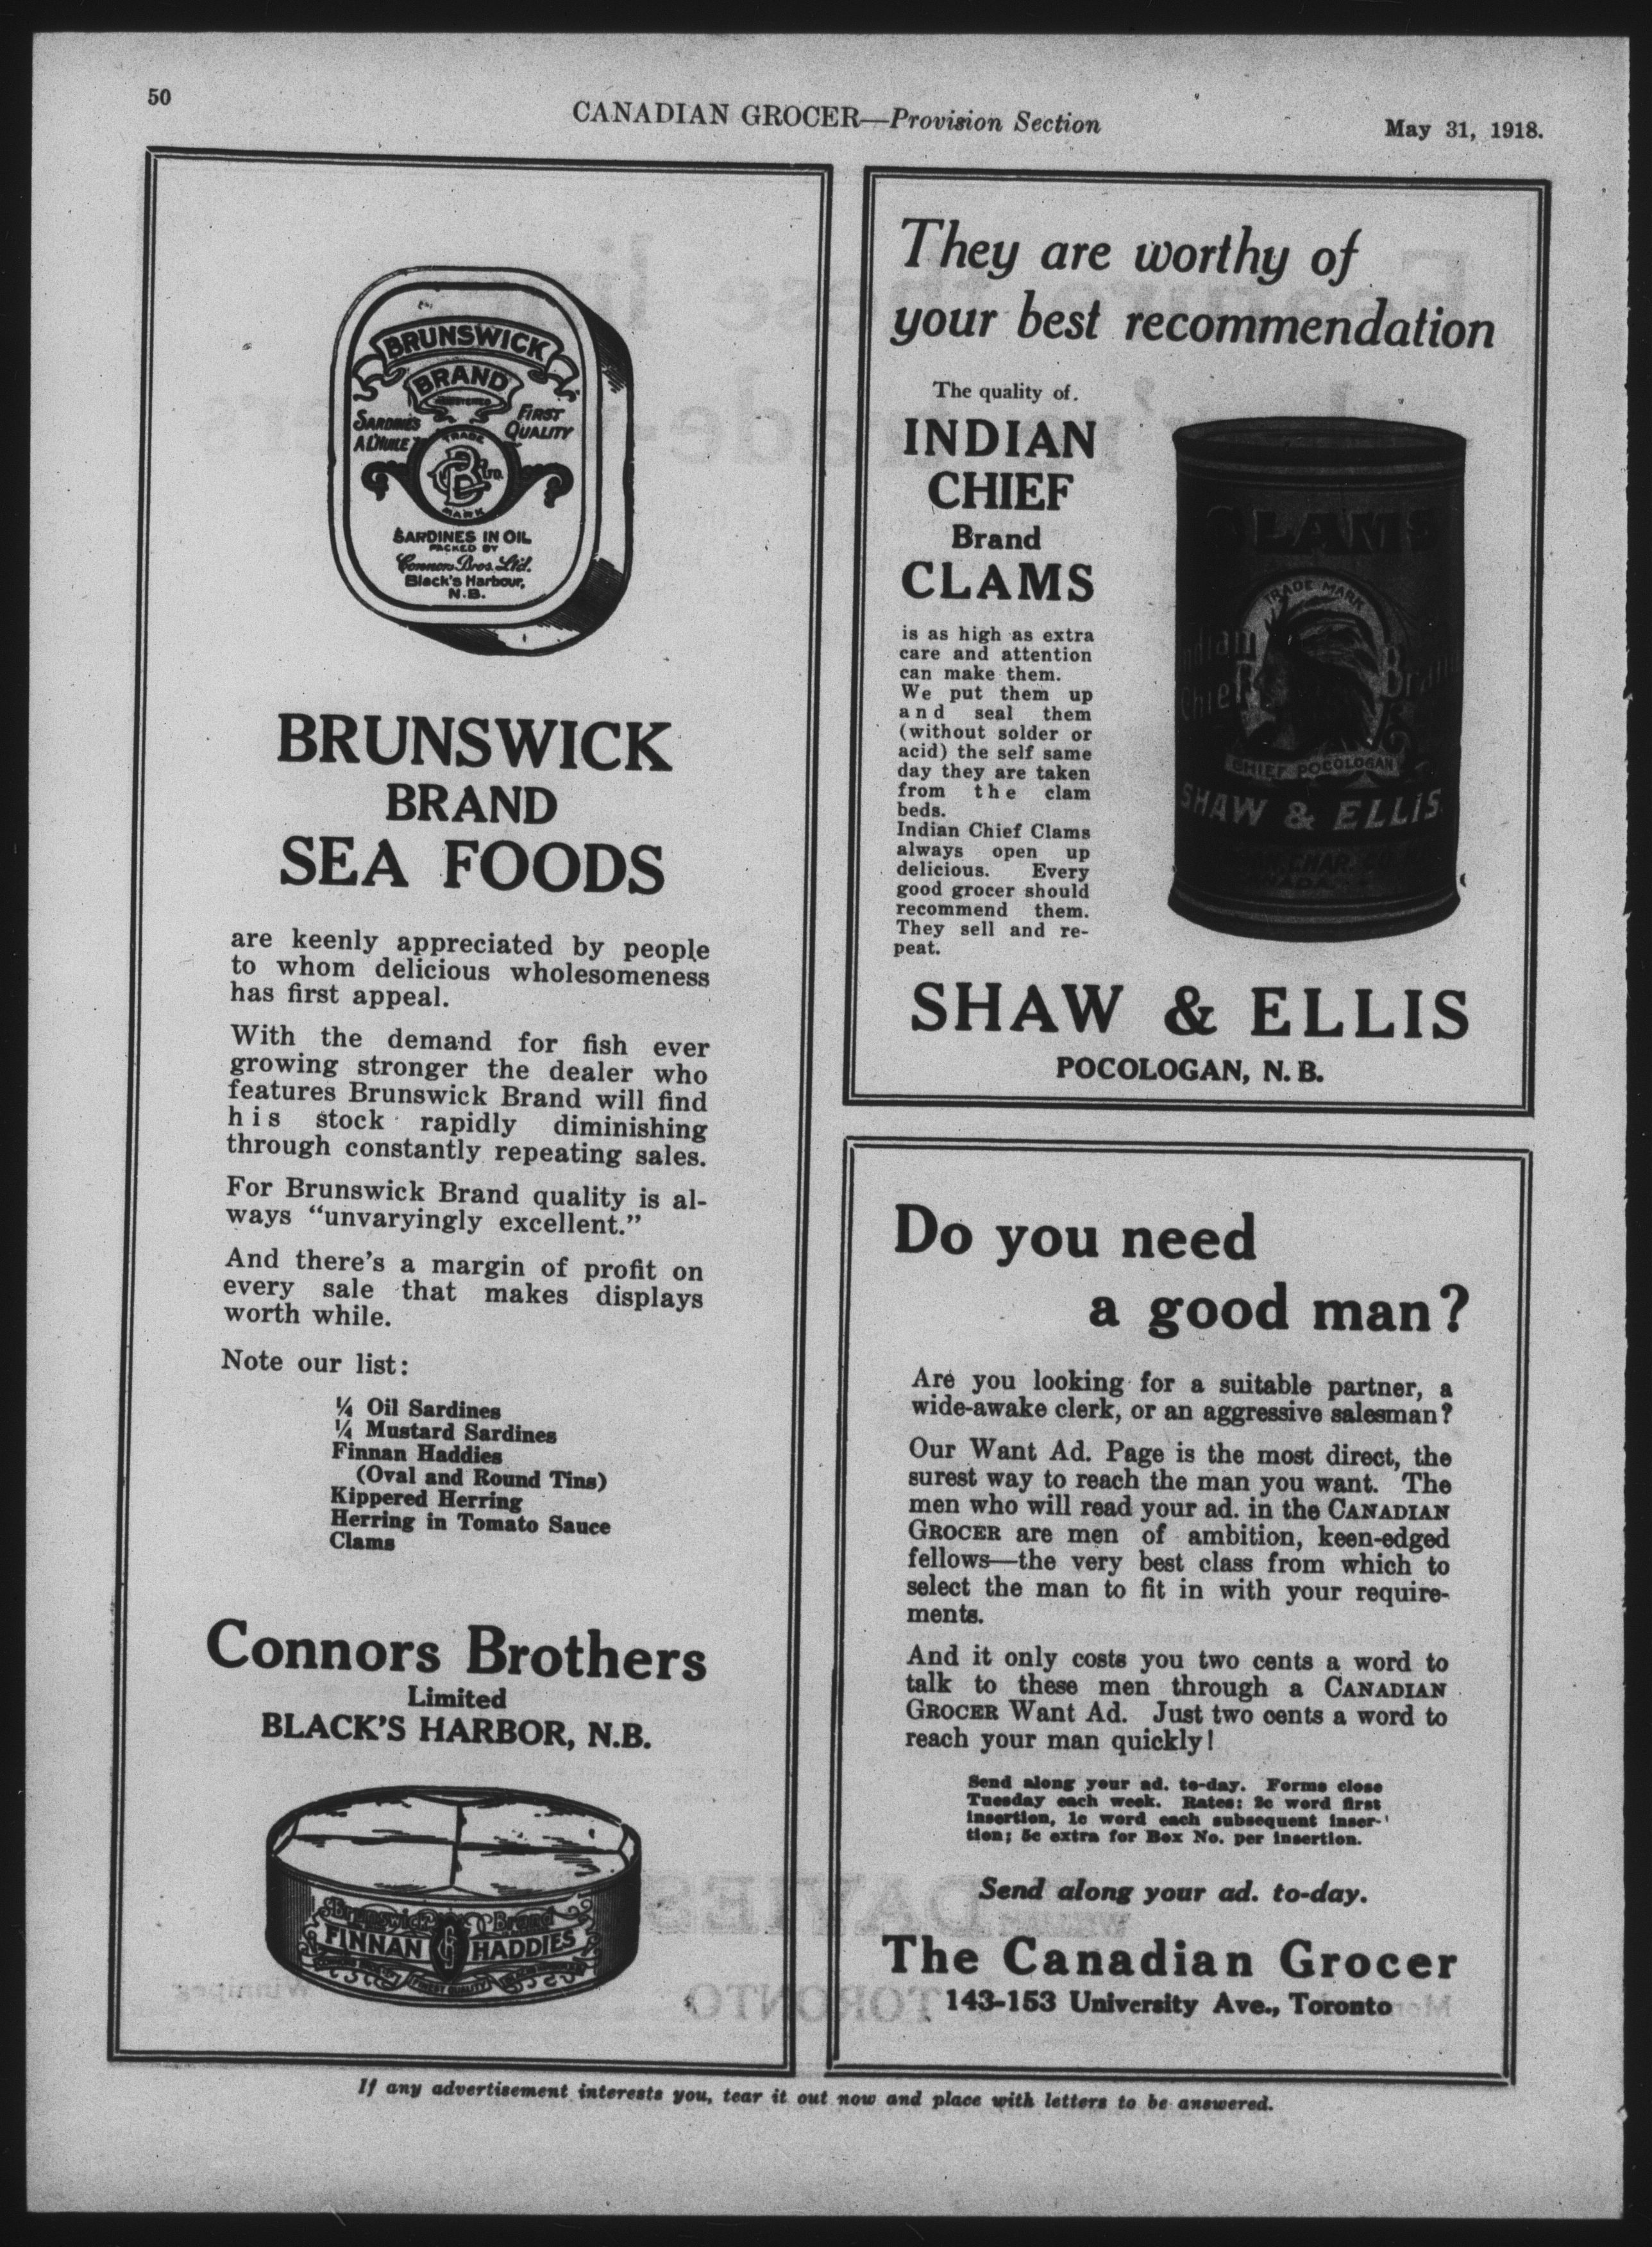 50
CANADIAN GROCER—Provision Section
May 31, 1918.
BRUNSWICK
BRAND
REGISTERED
SARDINES
A L'HUILE
FIRST
QUALITY
TRADE
CB
LTD.
MARK
SARDINES IN OIL
PACKED BY
Connors Bros. Ltd.
Black's Harbour,
N.B.
BRUNSWICK
BRAND
SEA FOODS
are keenly appreciated by people
to whom delicious wholesomeness
has first appeal.
With the demand for fish ever
growing stronger the dealer who
features Brunswick Brand will find
his stock rapidly diminishing
through constantly repeating sales.
For Brunswick Brand quality is al-
ways "unvaryingly excellent."
And there's a margin of profit on
every sale that makes displays
worth while.
Note our list:
¼ Oil Sardines
¼ Mustard Sardines
Finnan Haddies
(Oval and Round Tins)
Kippered Herring
Herring in Tomato Sauce
Clams
Connors Brothers
Limited
BLACK'S HARBOR, N.B.
Brunswick Brand
FINNAN HADDIES
They are worthy of
your best recommendation
The quality of
INDIAN
CHIEF
Brand
CLAMS
is as high as extra
care and attention
can make them.
We put them up
and seal them
(without solder or
acid) the self same
day they are taken
from the clam
beds.
Indian Chief Clams
always open up
delicious. Every
good grocer should
recommend them.
They sell and re-
peat.
CLAMS
TRADE MARK
Indian
Chief
Brand
CHIEF POCOLOGAN
SHAW & ELLIS
SHAW & ELLIS
POCOLOGAN, N. B.
Do you need
a good man?
Are you looking for a suitable partner, a
wide-awake clerk, or an aggressive salesman?
Our Want Ad. Page is the most direct, the
surest way to reach the man you want. The
men who will read your ad. in the CANADIAN
GROCER are men of ambition, keen-edged
fellows—the very best class from which to
select the man to fit in with your require-
ments.
And it only costs you two cents a word to
talk to these men through a CANADIAN
GROCER Want Ad. Just two cents a word to
reach your man quickly!
Send along your ad. to-day. Forms close
Tuesday each week. Rates: 2c word first
insertion, 1c word each subsequent inser-
tion; 5c extra for Box No. per insertion.
Send along your ad. to-day.
The Canadian Grocer
143-153 University Ave., Toronto
If any advertisement interests you, tear it out now and place with letters to be answered.